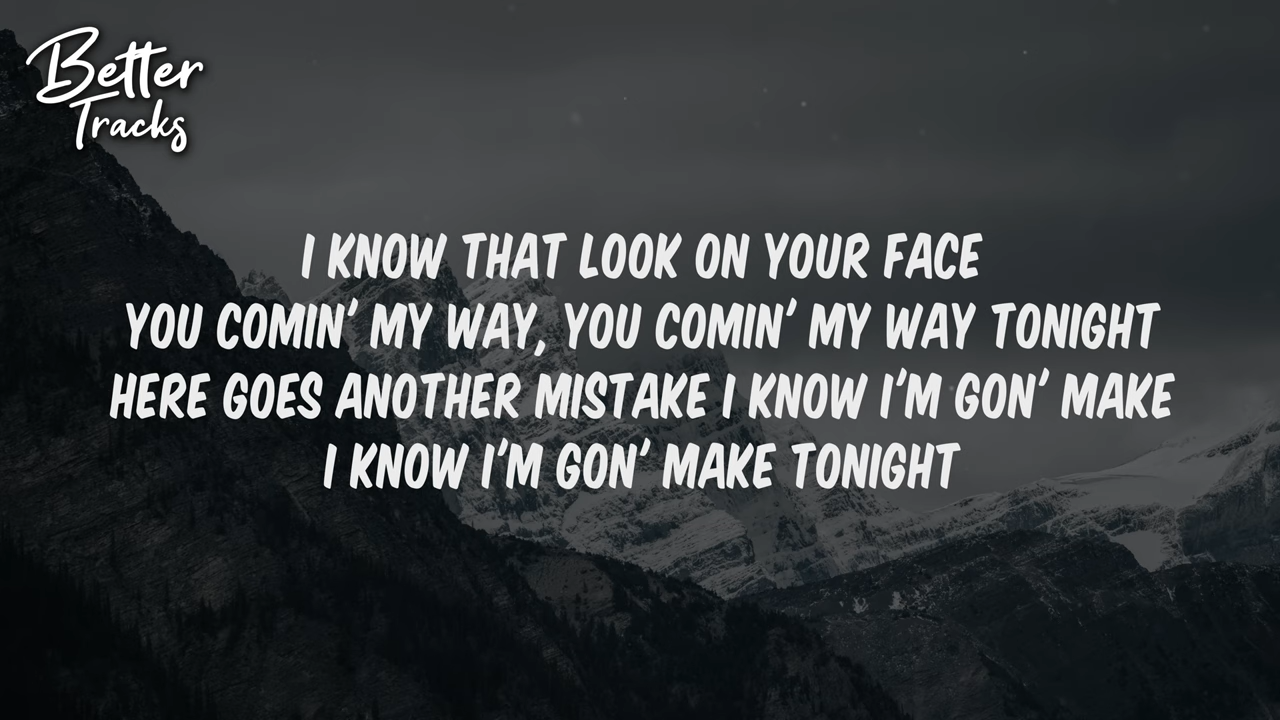 Better
Tracks
I KNOW THAT LOOK ON YOUR FACE
YOU COMIN' MY WAY, YOU COMIN' MY WAY TONIGHT
HERE GOES ANOTHER MISTAKE I KNOW I'M GON' MAKE
I KNOW I'M GON' MAKE TONIGHT